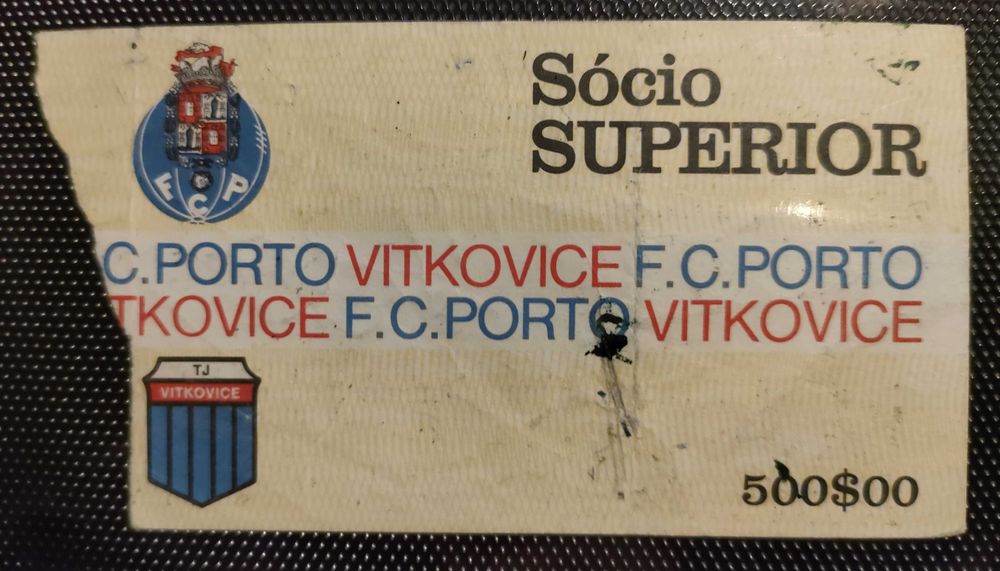 Sócio
SUPERIOR
FCP
C.PORTO VITKOVICE F.C.PORTO
TKOVICE F.C.PORTO VITKOVICE
TJ
VITKOVICE
500$00